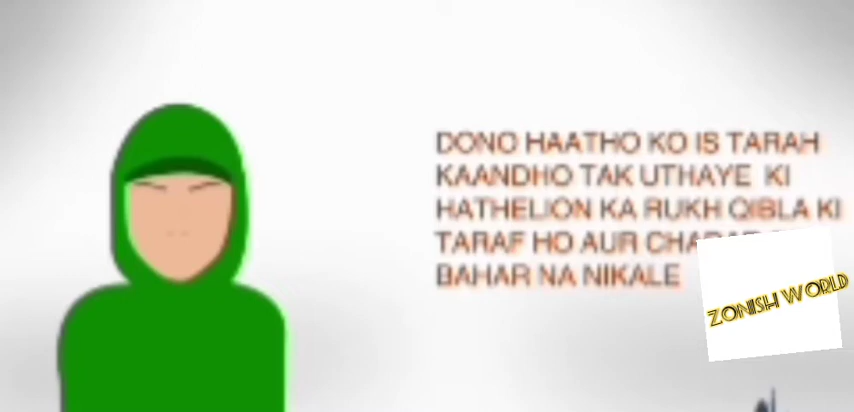 DONO HAATHO KO IS TARAH
KAANDHO TAK UTHAYE KI
HATHELION KA RUKH QIBLA KI
TARAF HO AUR
BAHAR NA NIKALE
ZONISH WORLD